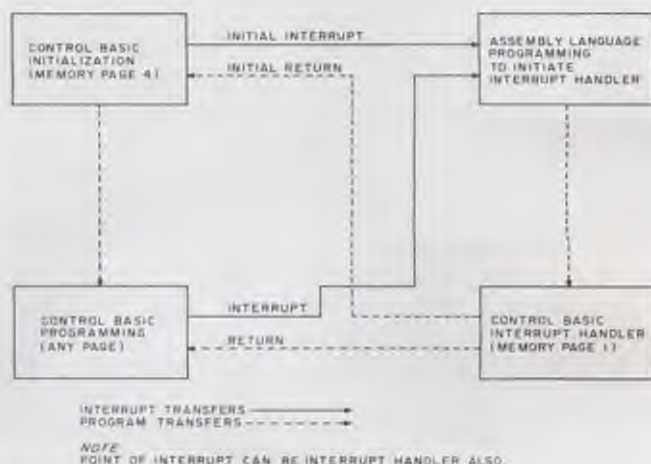 CONTROL BASIC
INITIALIZATION
(MEMORY PAGE 4)
INITIAL INTERRUPT
INITIAL RETURN
ASSEMBLY LANGUAGE
PROGRAMMING
TO INITIATE
INTERRUPT HANDLER
CONTROL BASIC
PROGRAMMING
(ANY PAGE)
INTERRUPT
RETURN
CONTROL BASIC
INTERRUPT HANDLER
(MEMORY PAGE 1)
INTERRUPT TRANSFERS
PROGRAM TRANSFERS
NOTE
POINT OF INTERRUPT CAN BE INTERRUPT HANDLER ALSO